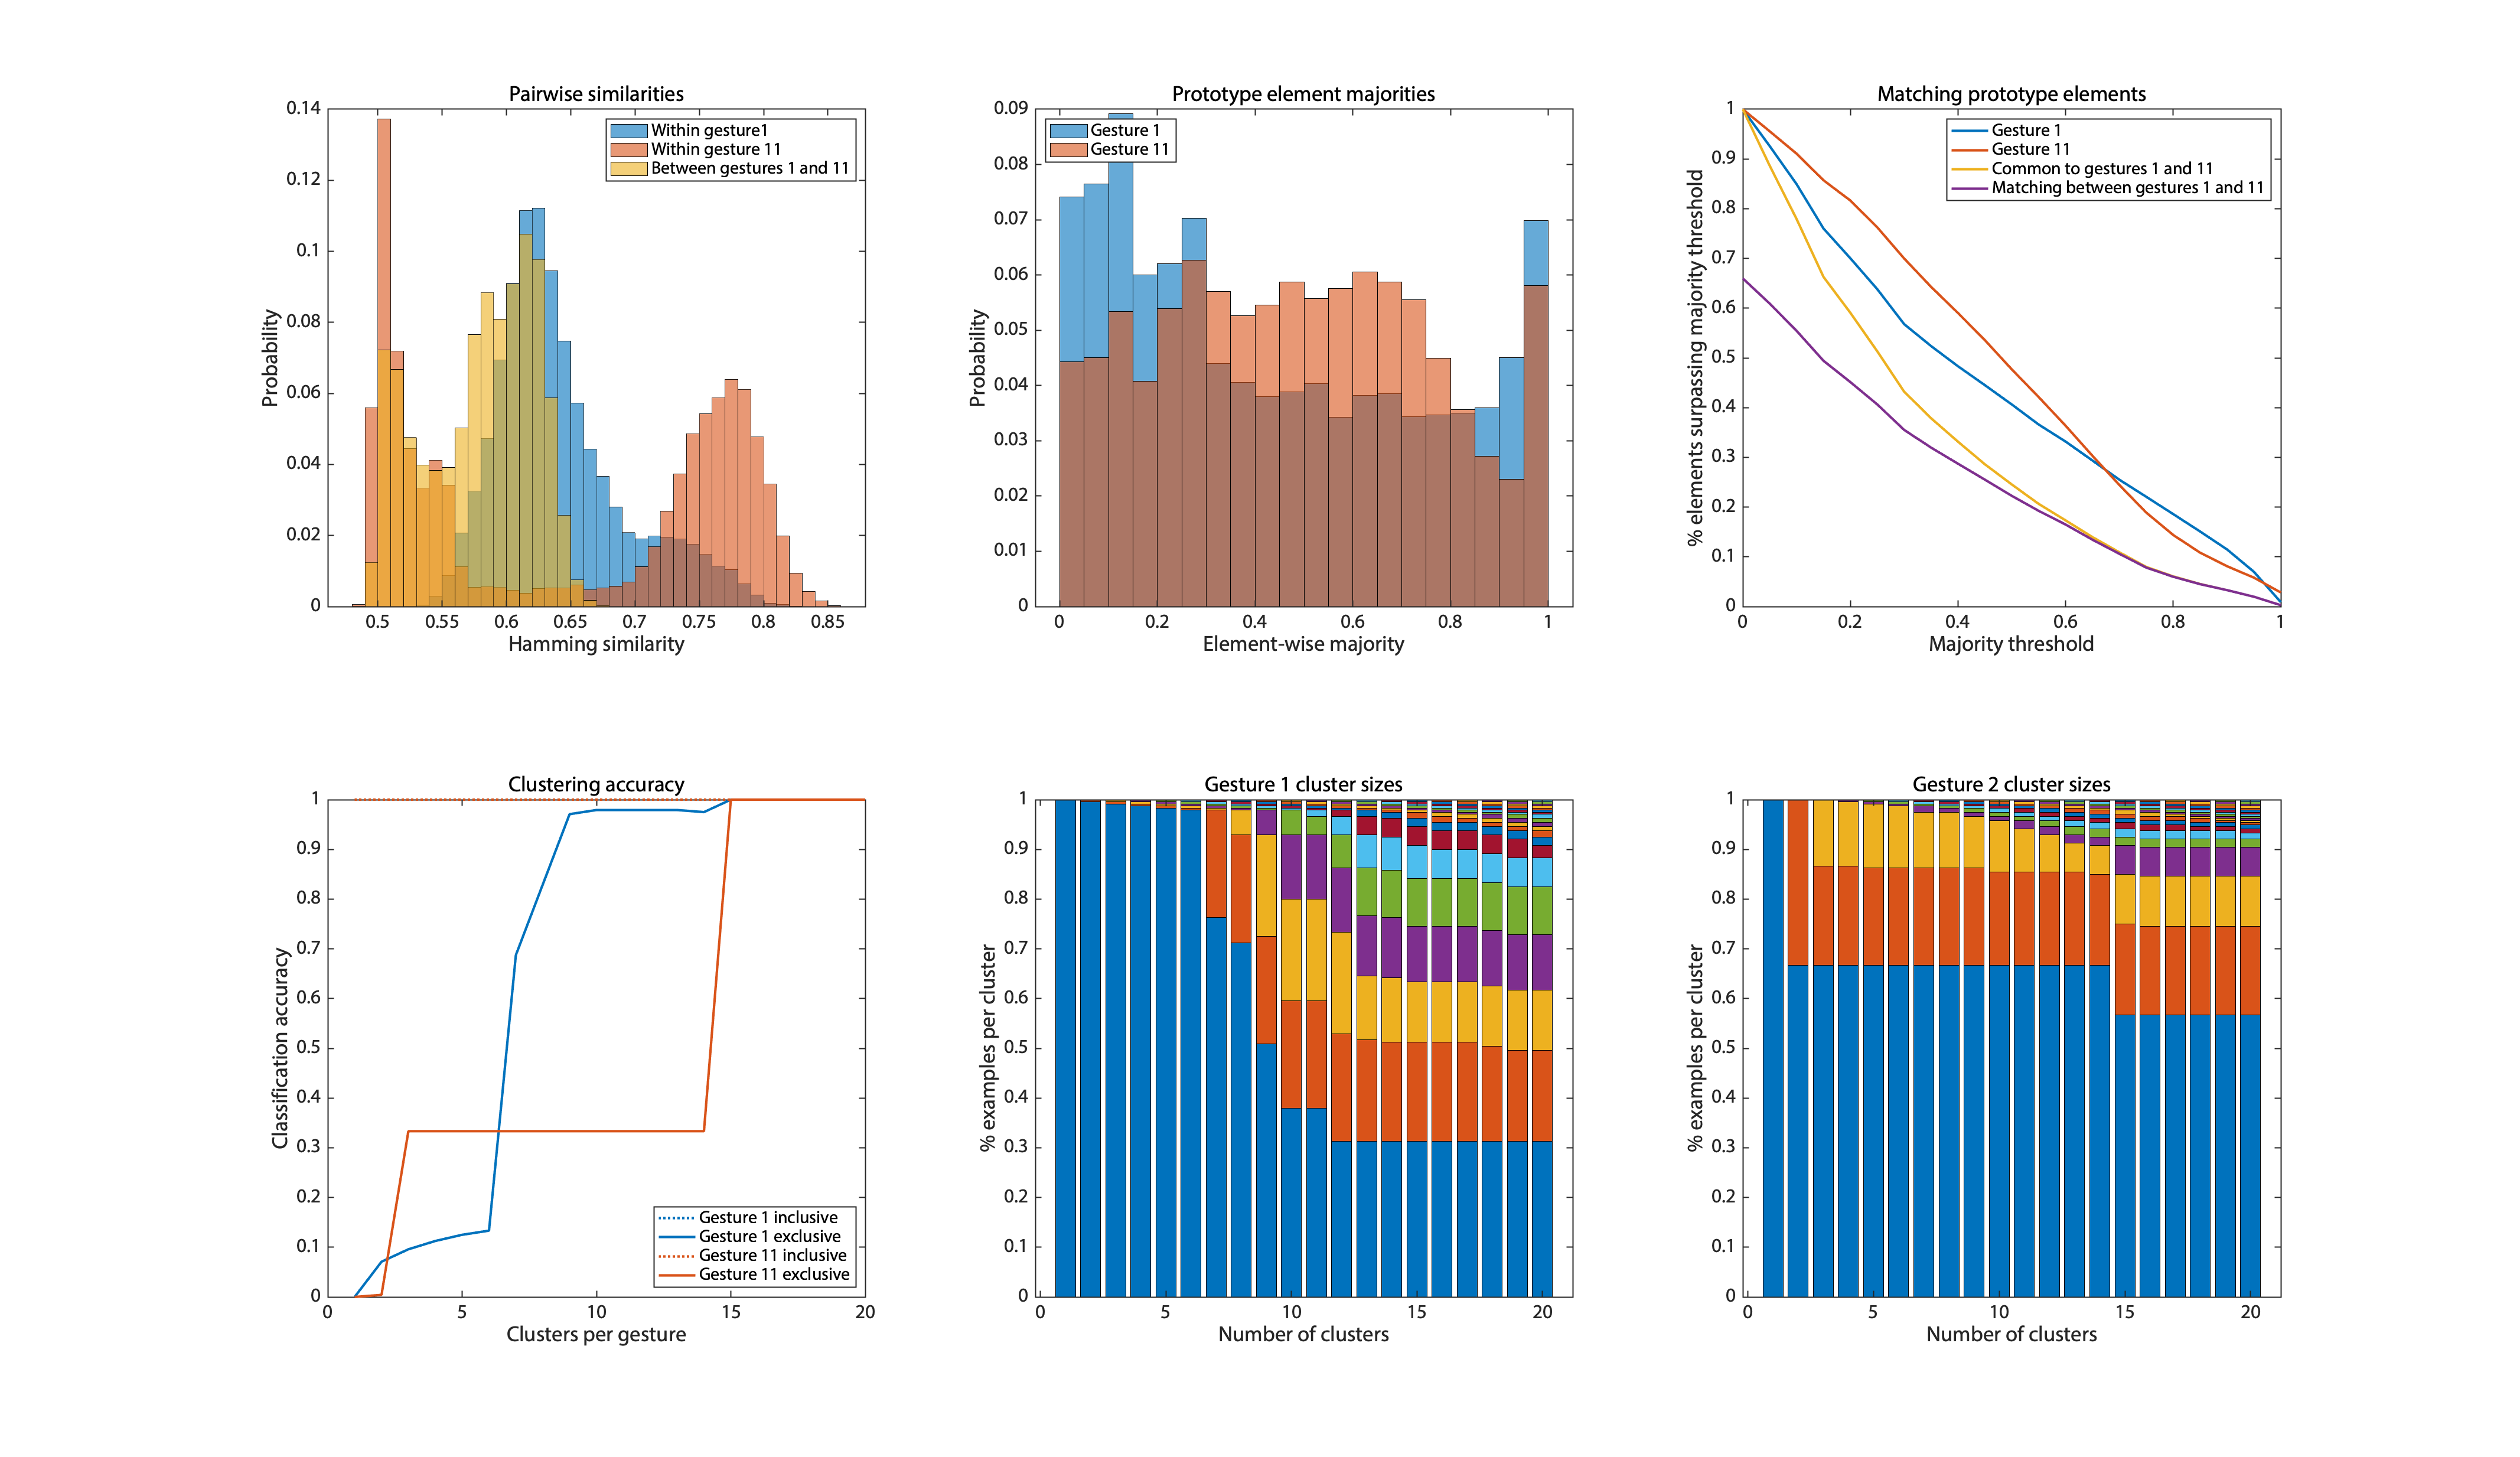 Pairwise similarities
0.14
0.12
0.1
0.08
0.06
0.04
0.02
0
Probability
Within gesture1
Within gesture 11
Between gestures 1 and 11
0.5 0.55 0.6 0.65 0.7 0.75 0.8 0.85
Hamming similarity
Prototype element majorities
0.09
0.08
0.07
0.06
0.05
0.04
0.03
0.02
0.01
0
Probability
Gesture 1
Gesture 11
0 0.2 0.4 0.6 0.8 1
Element-wise majority
Matching prototype elements
1
0.9
0.8
0.7
0.6
0.5
0.4
0.3
0.2
0.1
0
% elements surpassing majority threshold
Gesture 1
Gesture 11
Common to gestures 1 and 11
Matching between gestures 1 and 11
0 0.2 0.4 0.6 0.8 1
Majority threshold
Clustering accuracy
1
0.9
0.8
0.7
0.6
0.5
0.4
0.3
0.2
0.1
0
Classification accuracy
Gesture 1 inclusive
Gesture 1 exclusive
Gesture 11 inclusive
Gesture 11 exclusive
0 5 10 15 20
Clusters per gesture
Gesture 1 cluster sizes
1
0.9
0.8
0.7
0.6
0.5
0.4
0.3
0.2
0.1
0
% examples per cluster
0 5 10 15 20
Number of clusters
Gesture 2 cluster sizes
1
0.9
0.8
0.7
0.6
0.5
0.4
0.3
0.2
0.1
0
% examples per cluster
0 5 10 15 20
Number of clusters